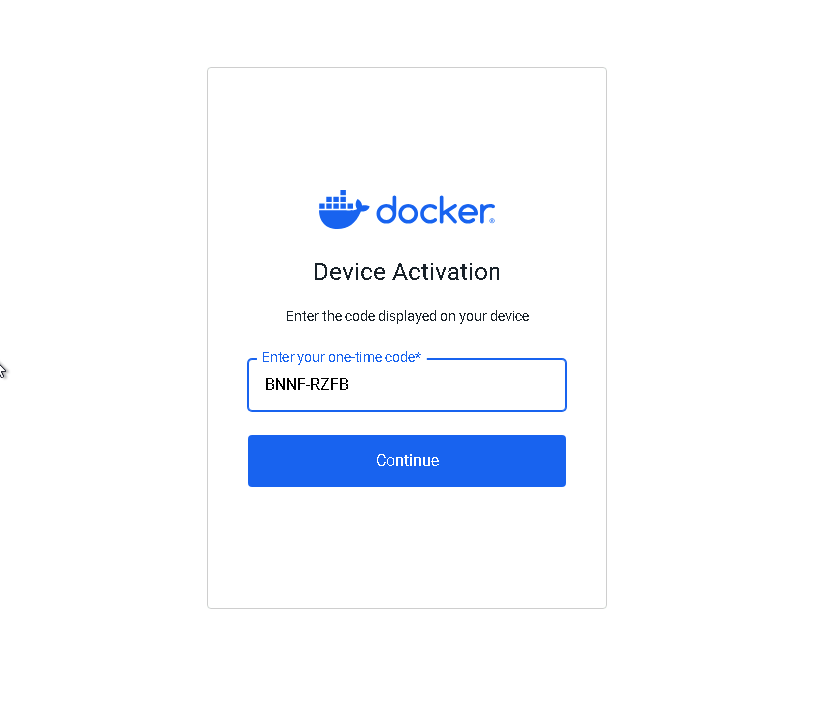 docker®
Device Activation
Enter the code displayed on your device
Enter your one-time code*
BNNF-RZFB
Continue